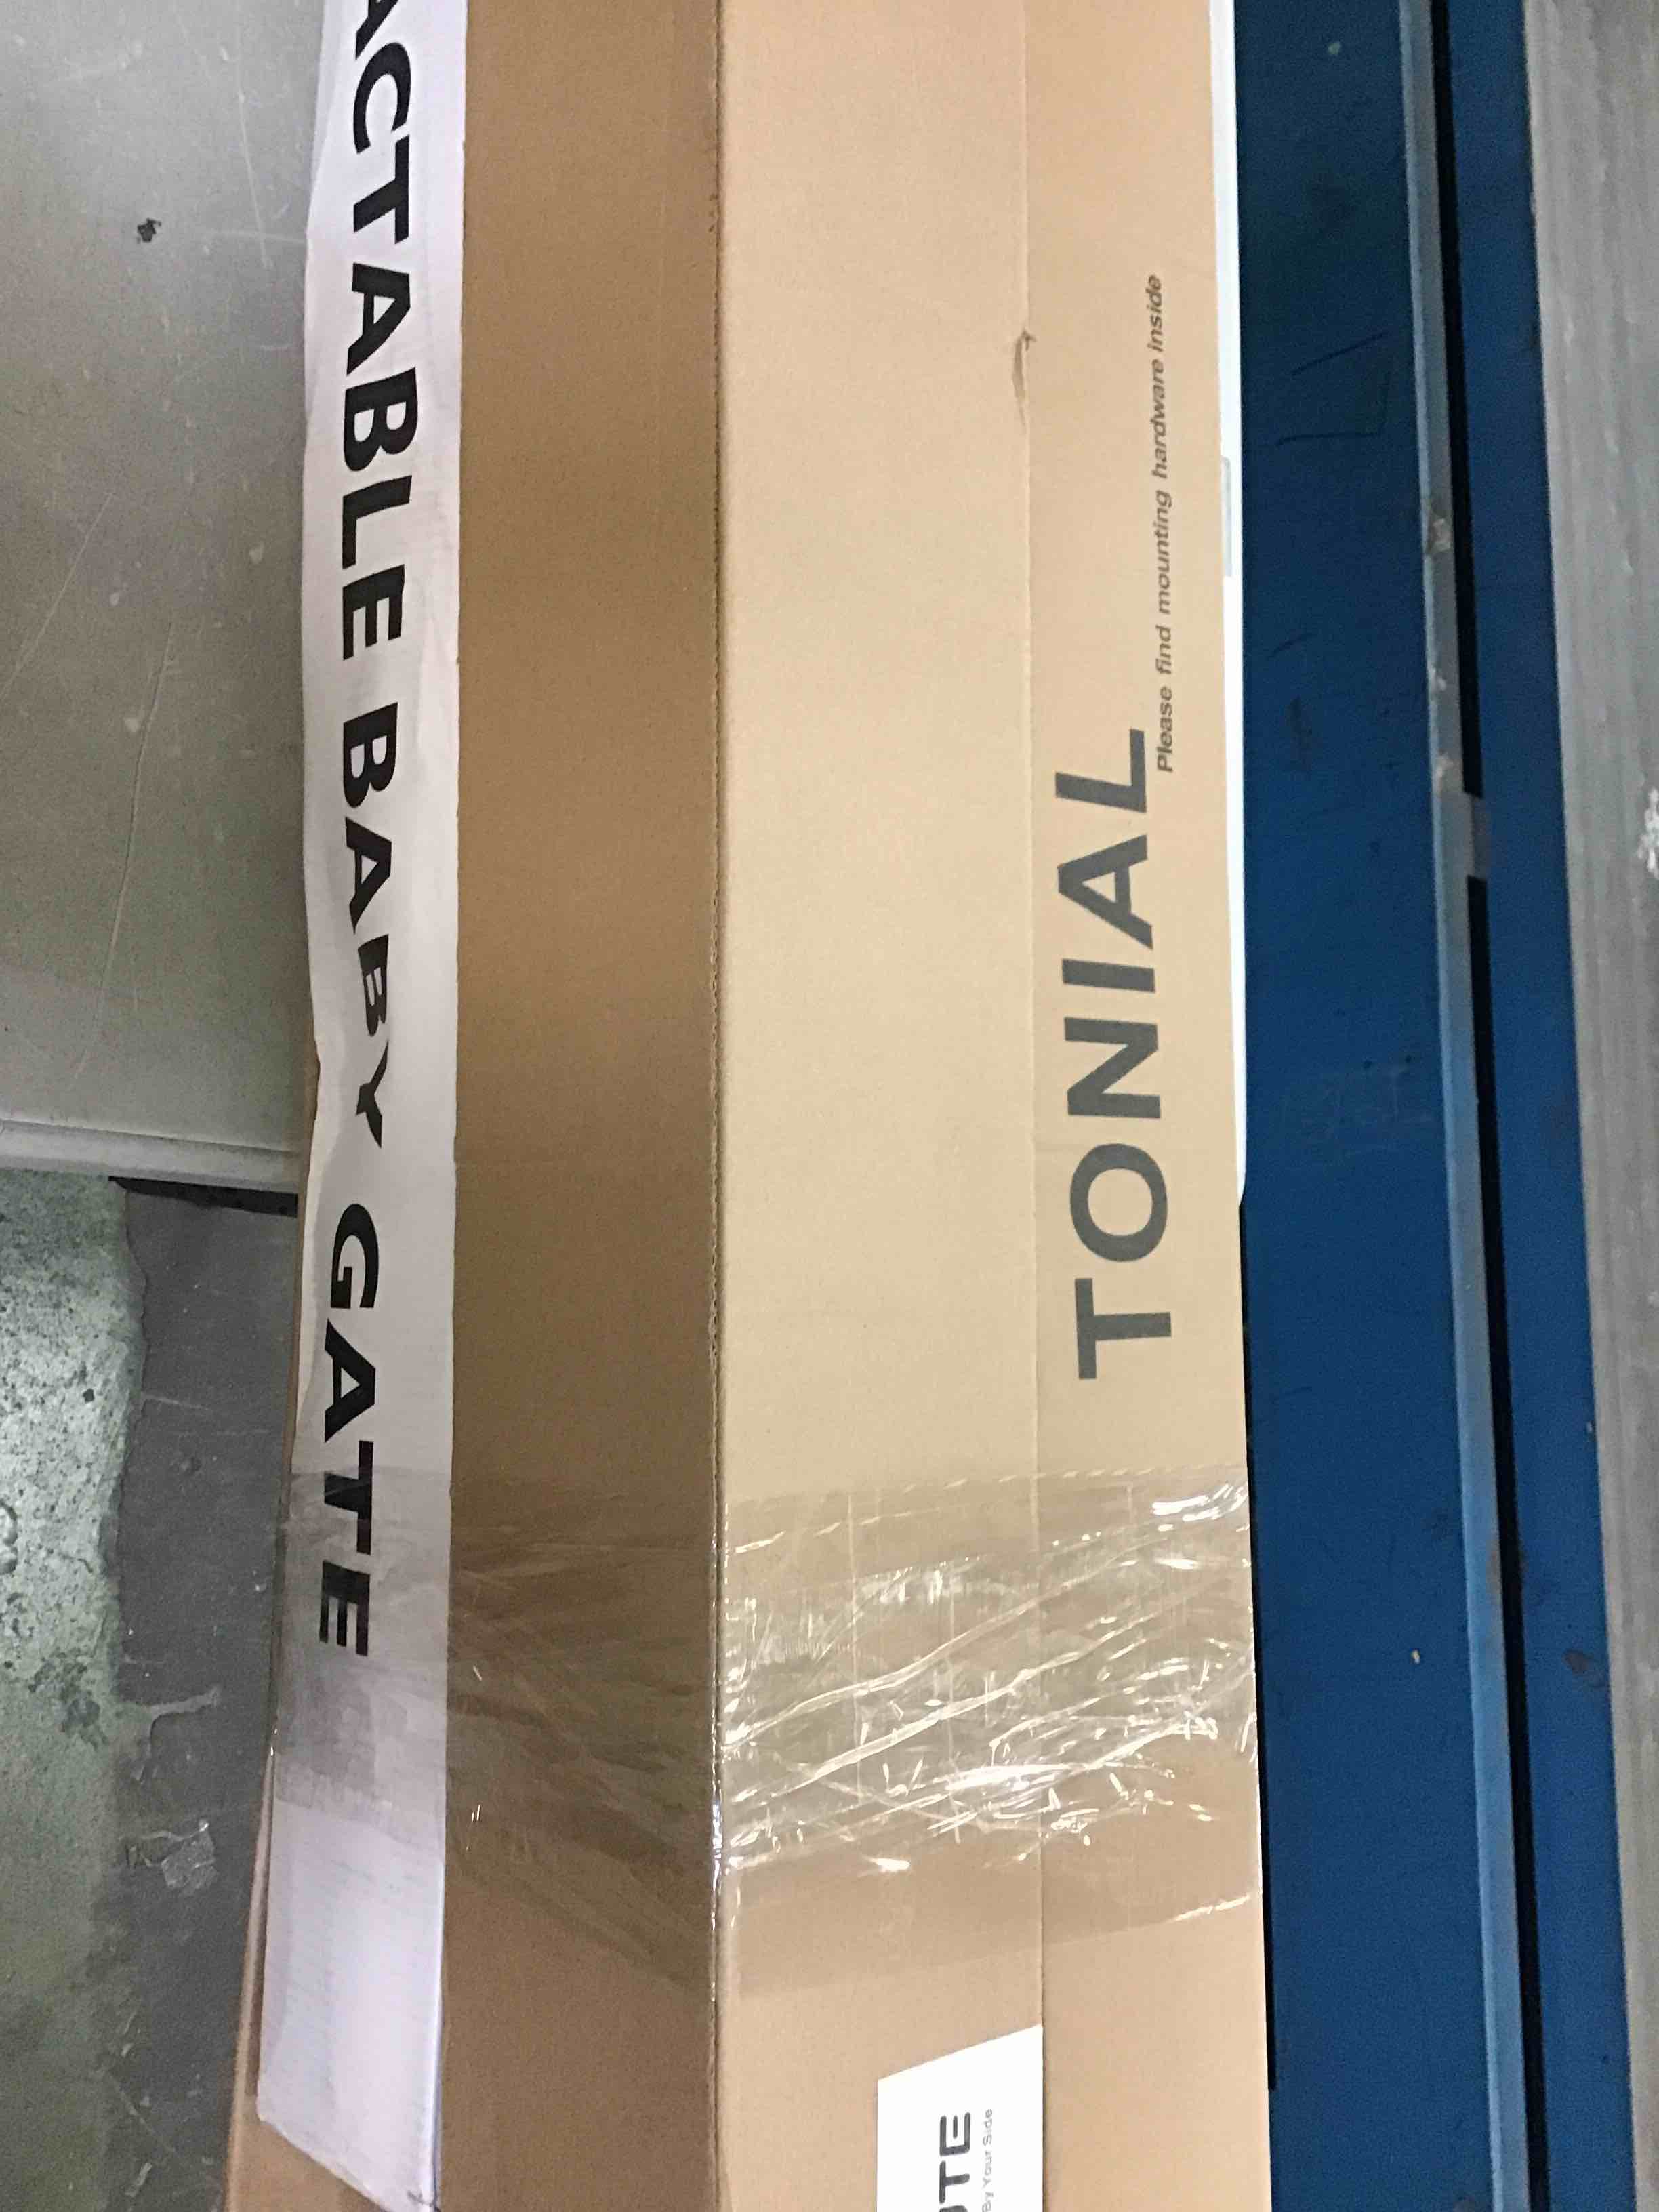 ACTABLE BABY GATE
TONIAL
Please find mounting hardware inside
OTE
By Your Side